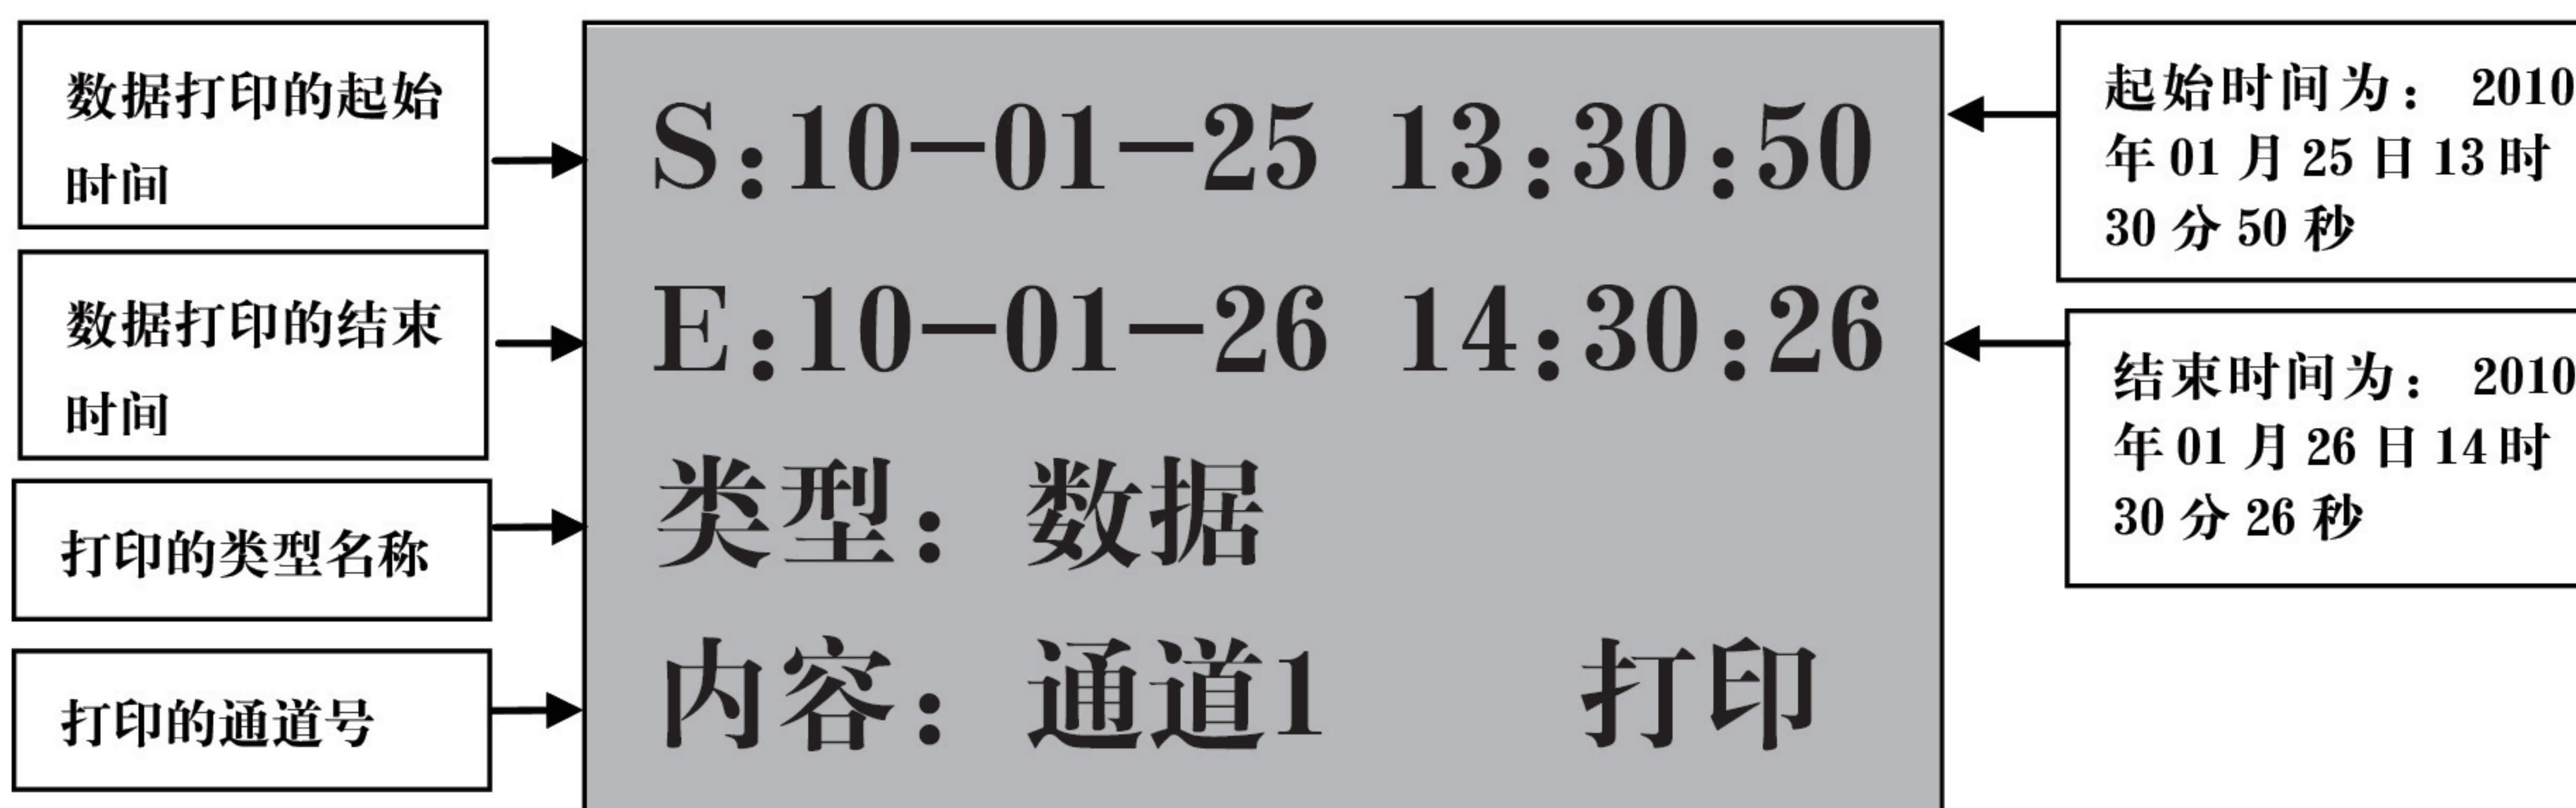 数据打印的起始
时间
数据打印的结束
时间
打印的类型名称
打印的通道号
S:10-01-25 13:30:50
E:10-01-26 14:30:26
类型：数据
内容：通道1 打印
起始时间为： 2010
年 01 月 25 日 13 时
30 分 50 秒
结束时间为： 2010
年 01 月 26 日 14 时
30 分 26 秒